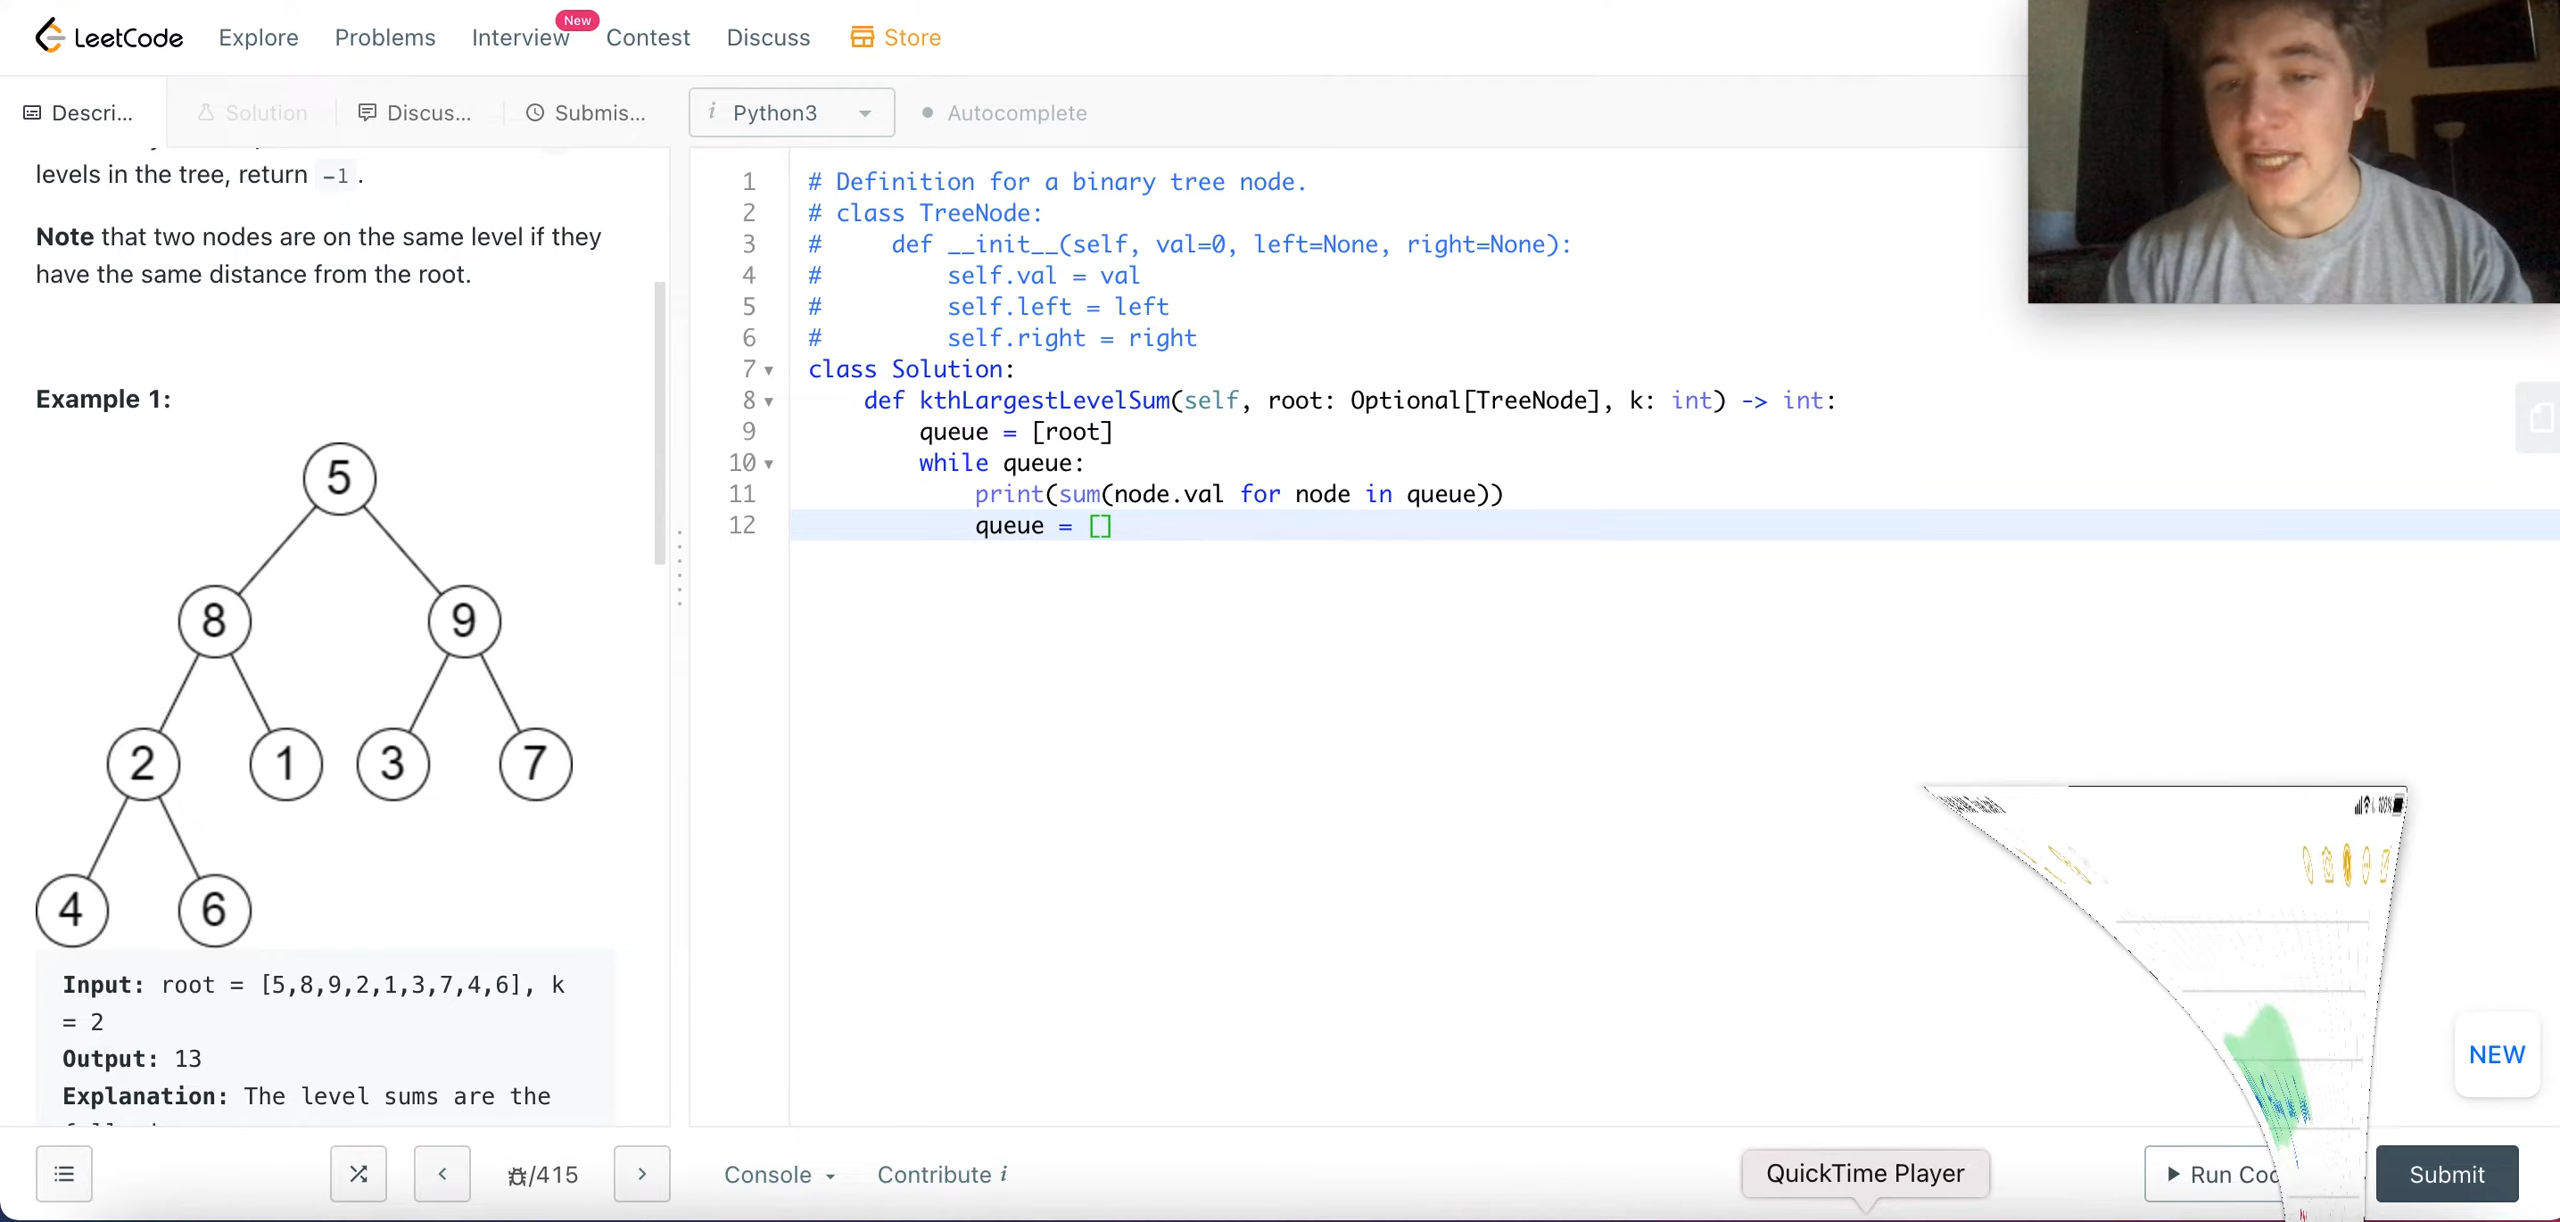 LeetCode Explore Problems Interview New Contest Discuss Store
Descri... Solution Discus... Submis... i Python3 Autocomplete
levels in the tree, return -1.
Note that two nodes are on the same level if they
have the same distance from the root.
Example 1:
5
8 9
2 1 3 7
4 6
Input: root = [5,8,9,2,1,3,7,4,6], k
= 2
Output: 13
Explanation: The level sums are the
1 # Definition for a binary tree node.
2 # class TreeNode:
3 #     def __init__(self, val=0, left=None, right=None):
4 #         self.val = val
5 #         self.left = left
6 #         self.right = right
7 class Solution:
8     def kthLargestLevelSum(self, root: Optional[TreeNode], k: int) -> int:
9         queue = [root]
10         while queue:
11             print(sum(node.val for node in queue))
12             queue = []
NEW
/415 Console Contribute i QuickTime Player Run Cod Submit